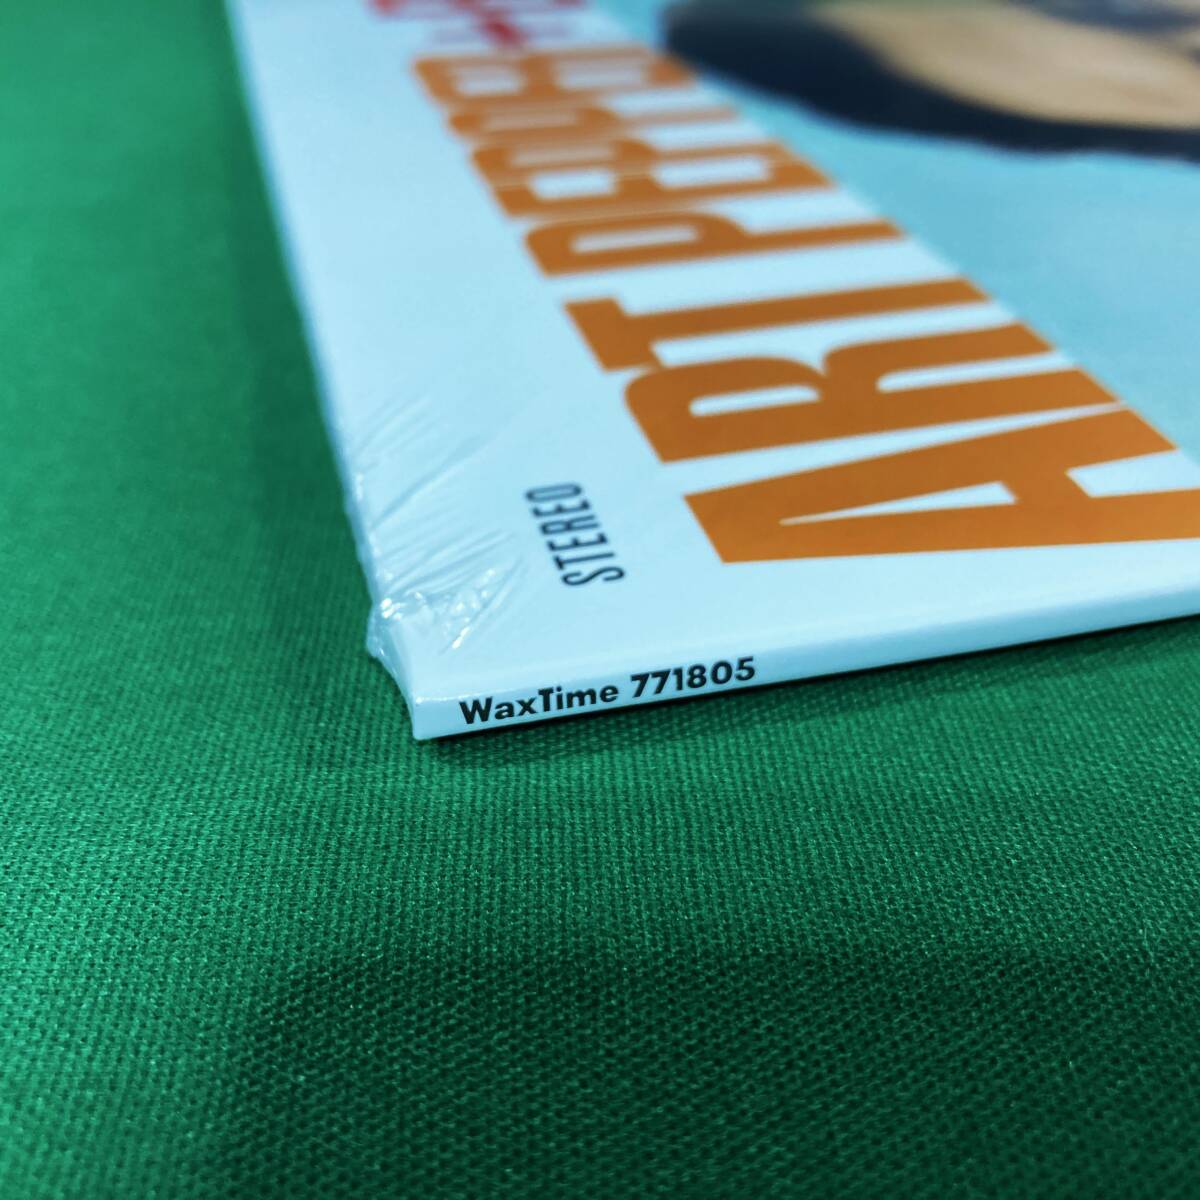 ART PEPPER
STEREO
WaxTime 771805